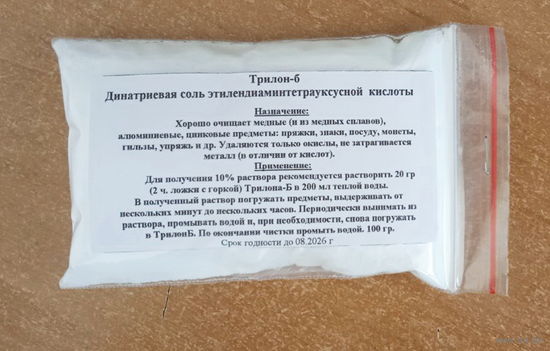 Трилон-б
Динатриевая соль этилендиаминтетрауксусной кислоты
Назначение:
Хорошо очищает медные (и из медных сплавов),
алюминиевые, цинковые предметы: пряжки, знаки, посуду, монеты,
гильзы, упряжь и др. Удаляются только окислы, не затрагивается
металл (в отличии от кислот).
Применение:
Для получения 10% раствора рекомендуется растворить 20 гр
(2 ч. ложки с горкой) Трилона-Б в 200 мл теплой воды.
В полученный раствор погружать предметы, выдерживать от
нескольких минут до нескольких часов. Периодически вынимать из
раствора, промывать водой и, при необходимости, снова погружать
в ТрилонБ. По окончании чистки промыть водой. 100 гр.
Срок годности до 08.2026 г